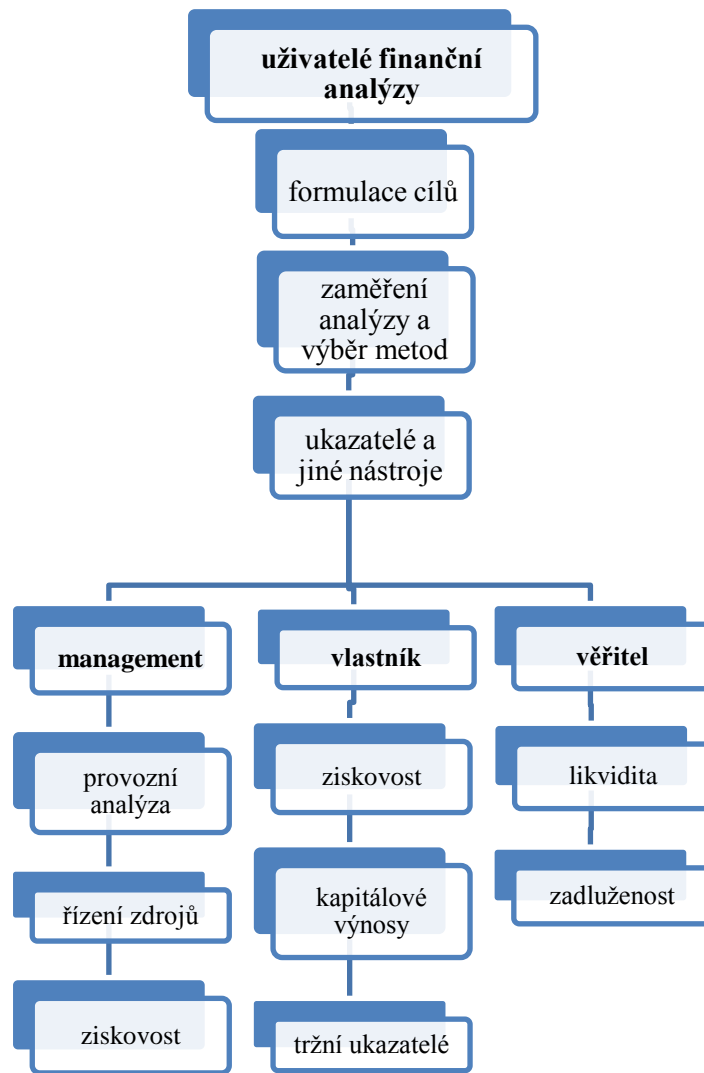 uživatelé finanční
analýzy
formulace cílů
zaměření
analýzy a
výběr metod
ukazatelé a
jiné nástroje
management
vlastník
věřitel
provozní
analýza
ziskovost
likvidita
řízení zdrojů
kapitálové
výnosy
zadluženost
ziskovost
tržní ukazatelé